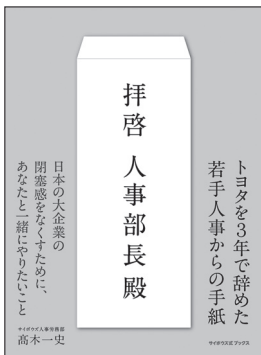 トヨタを3年で辞めた
若手人事からの手紙
拝啓 人事部長殿
日本の大企業の
閉塞感をなくすために、
あなたと一緒にやりたいこと
サイボウズ人事労務部
髙木一史
サイボウズ式ブックス